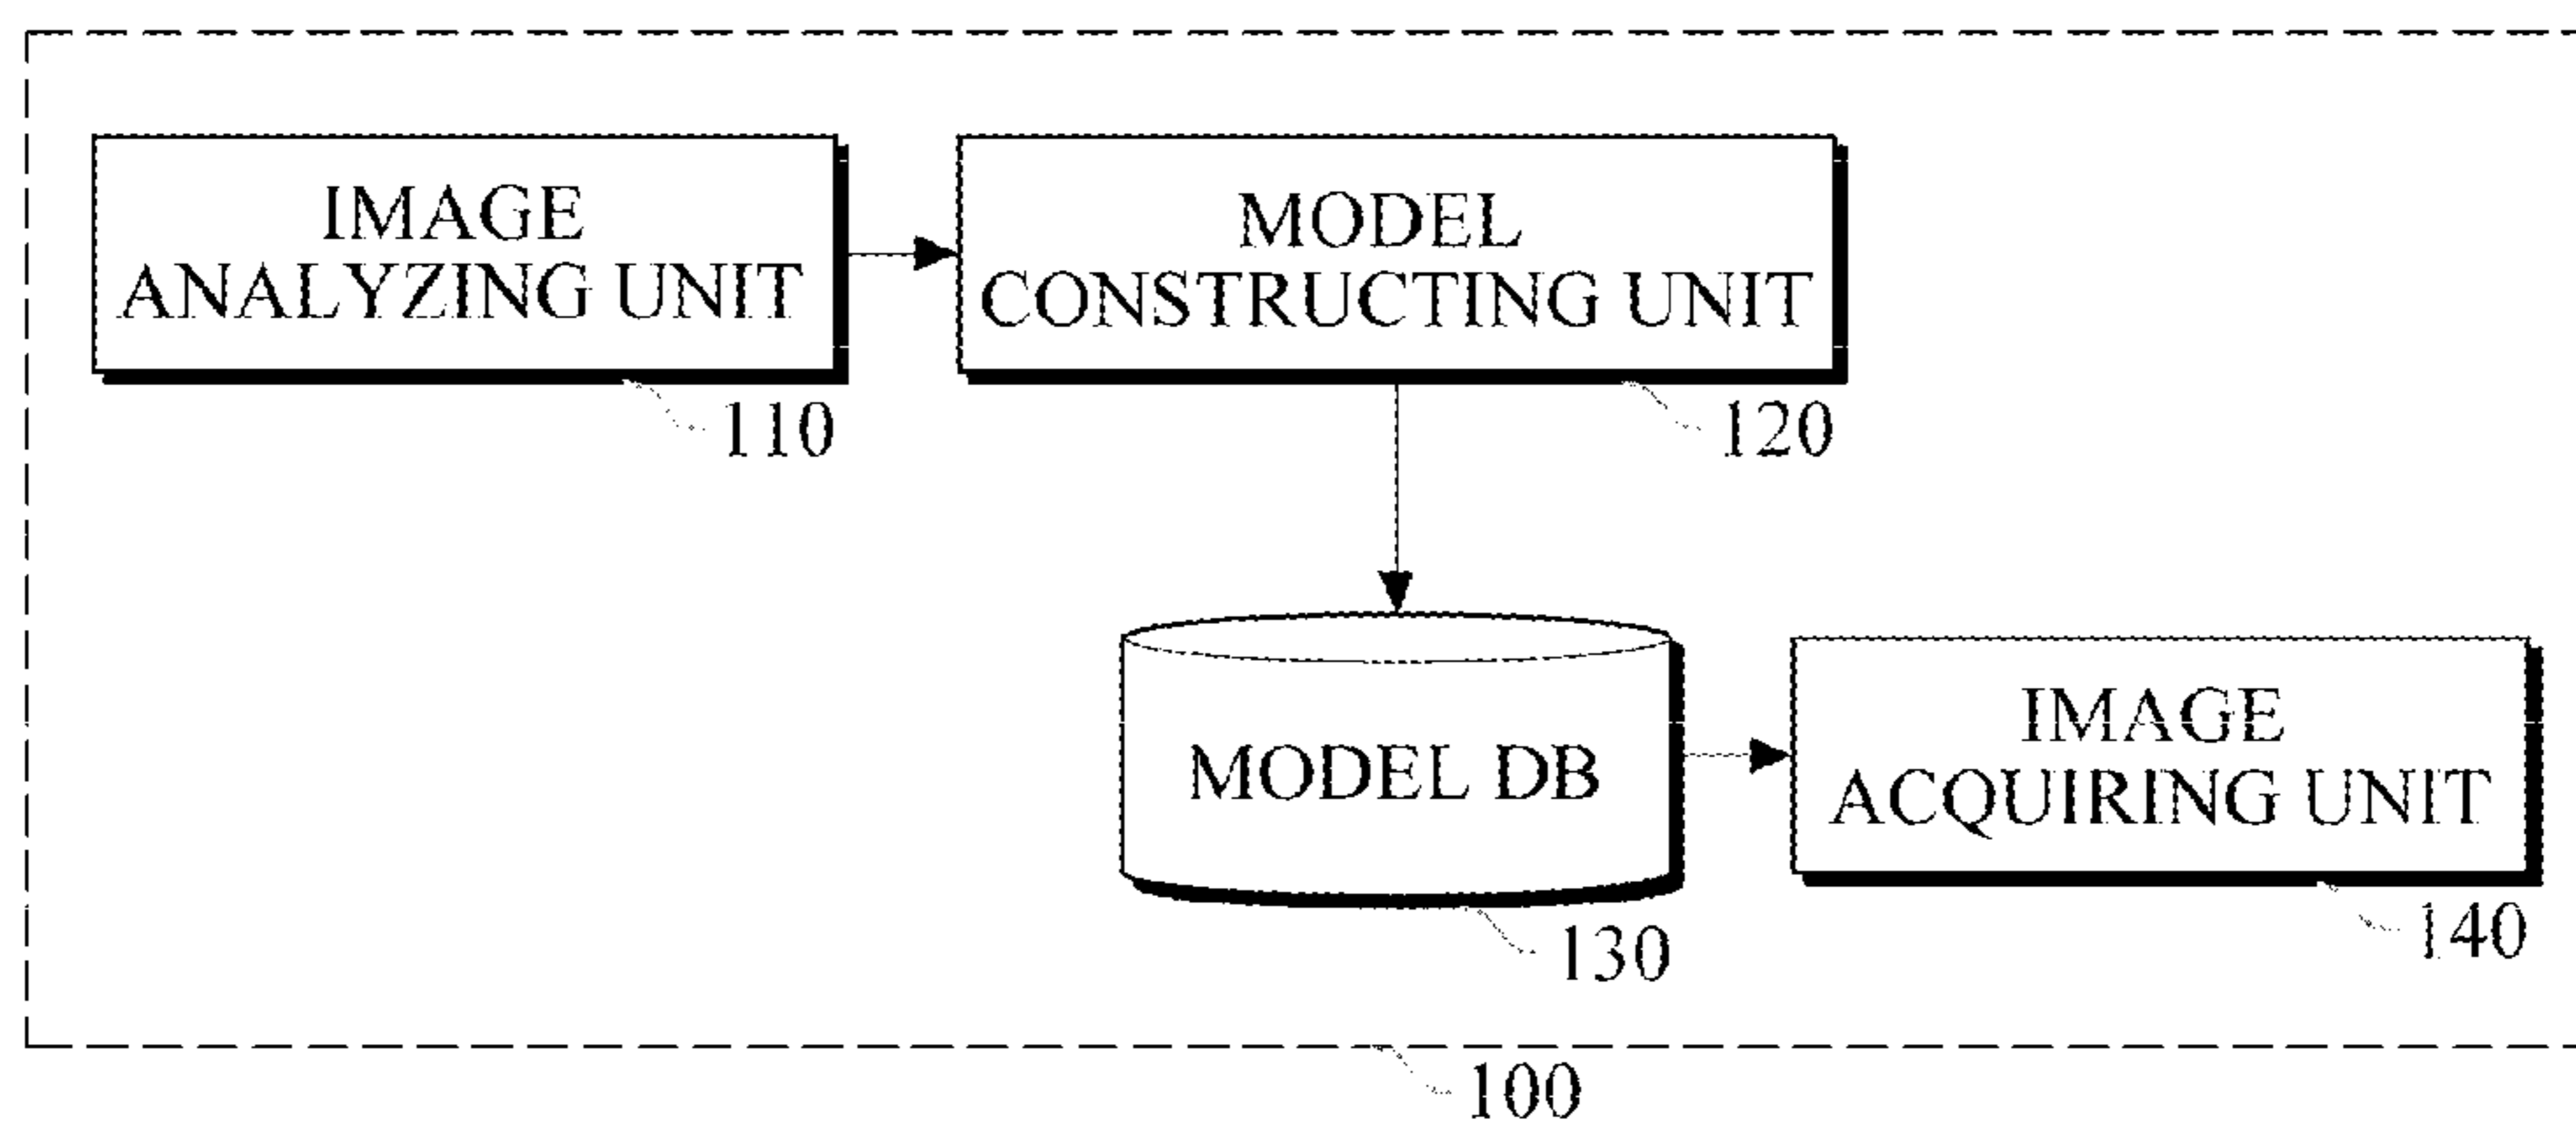 IMAGE
ANALYZING UNIT
110
MODEL
CONSTRUCTING UNIT
120
MODEL DB
130
IMAGE
ACQUIRING UNIT
140
100